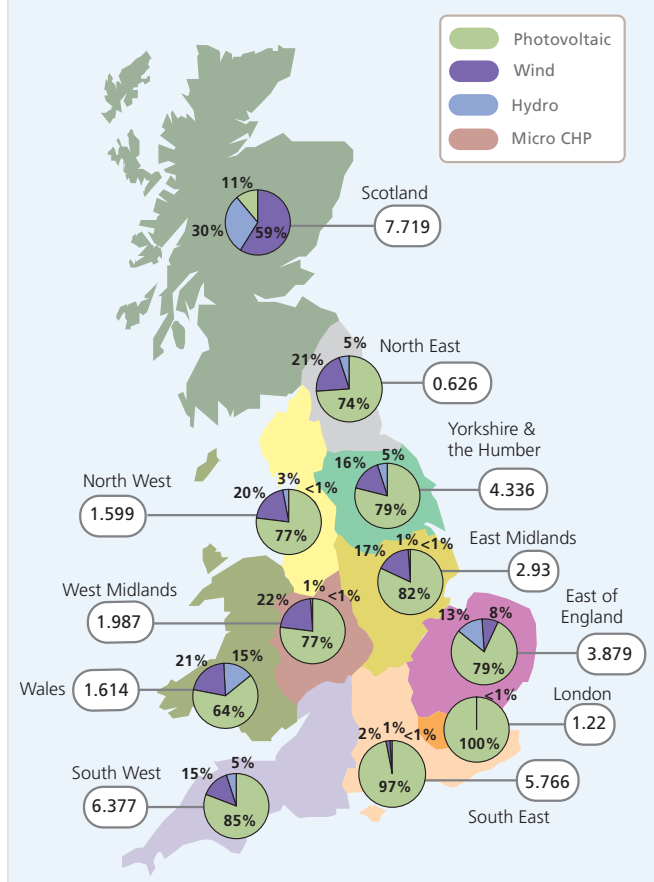 Photovoltaic
Wind
Hydro
Micro CHP
Scotland
11%
30%
59%
7.719
North East
5%
21%
74%
0.626
Yorkshire &
the Humber
16%
5%
79%
4.336
North West
3%
20%
<1%
77%
1.599
East Midlands
17%
1%
<1%
82%
2.93
West Midlands
22%
1%
<1%
77%
1.987
East of
England
13%
8%
79%
3.879
Wales
21%
15%
64%
1.614
London
<1%
100%
1.22
South West
15%
5%
85%
6.377
2%
1%
<1%
97%
5.766
South East